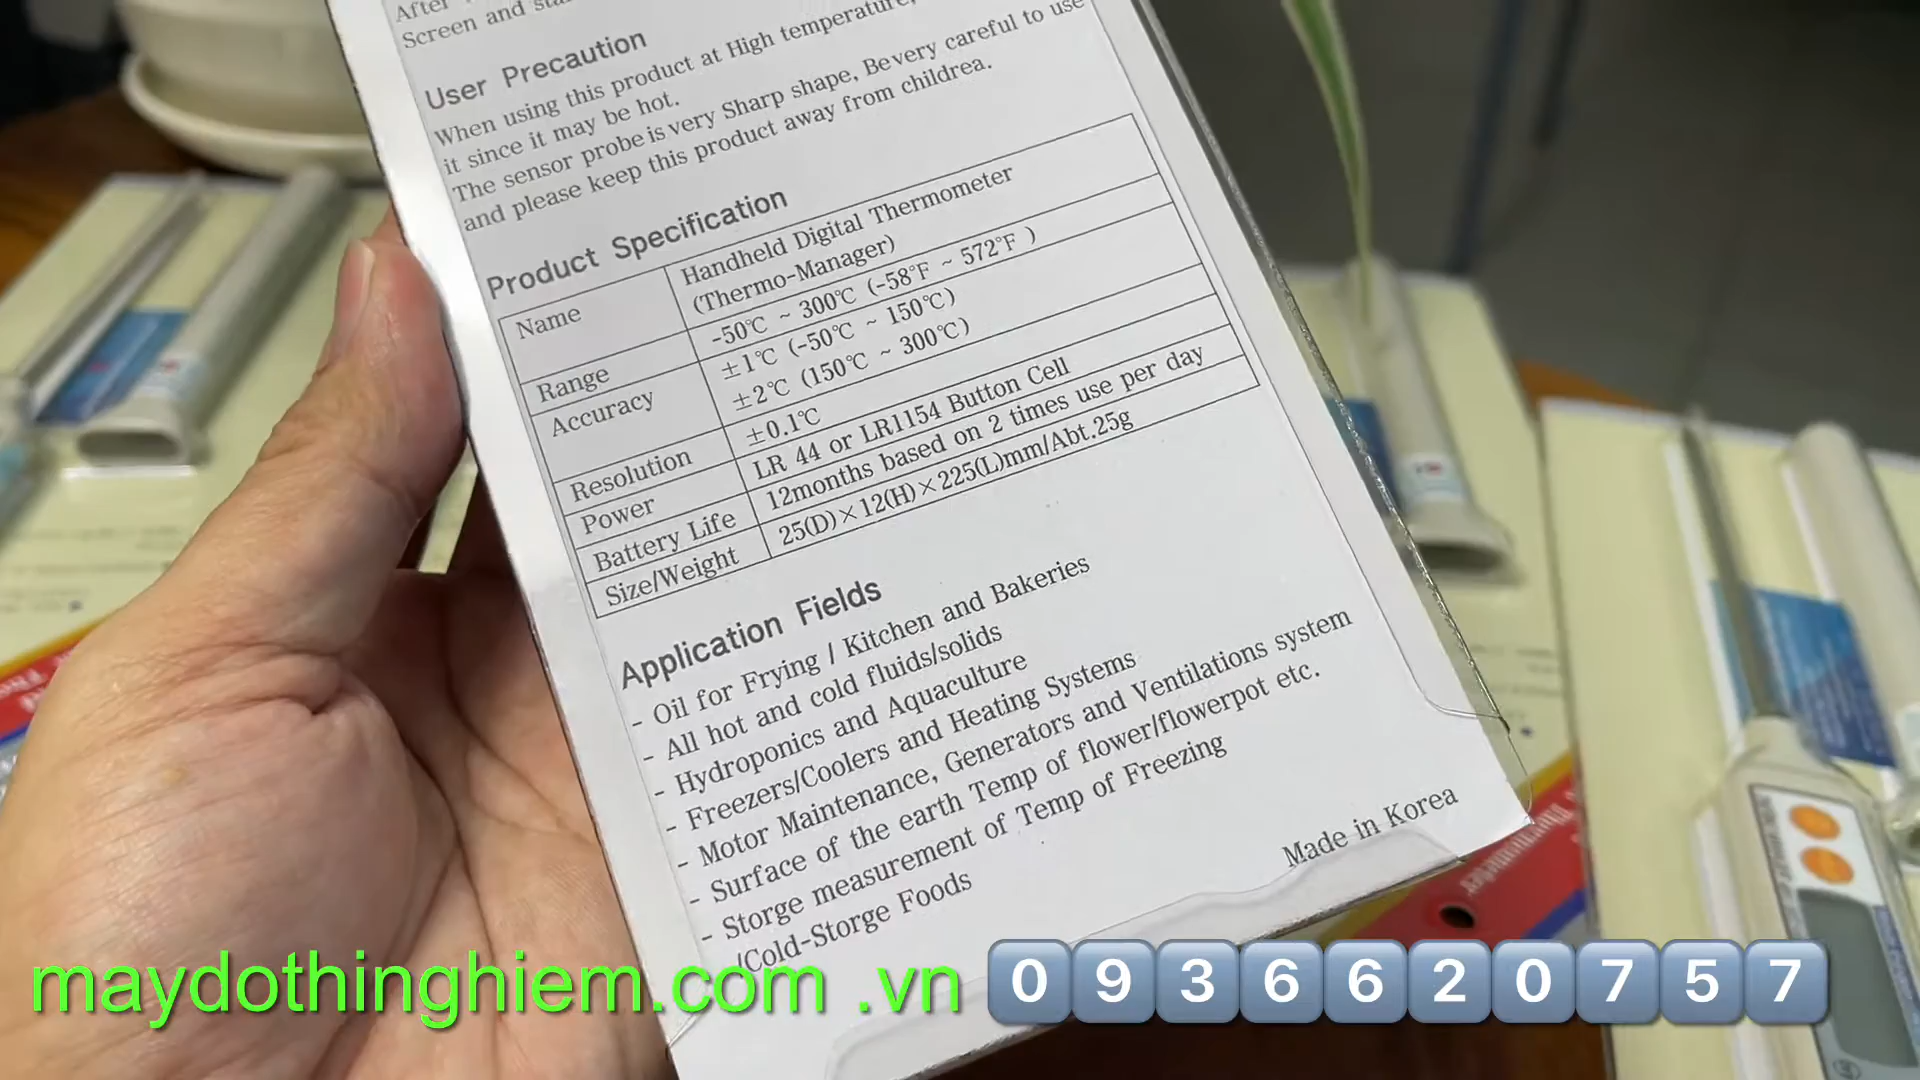 After
Screen and
User Precaution
When using this product at High temperature,
it since it may be hot.
The sensor probe is very Sharp shape, Bevery careful to use
and please keep this product away from childrea.
Product Specification
Name Handheld Digital Thermometer
(Thermo-Manager)
Range -50℃ ~ 300℃ (-58°F ~ 572°F )
Accuracy ±1℃ (-50℃ ~ 150℃)
±2℃ (150℃ ~ 300℃)
Resolution ±0.1℃
Power LR 44 or LR1154 Button Cell
Battery Life 12months based on 2 times use per day
Size/Weight 25(D)×12(H)×225(L)mm/Abt.25g
Application Fields
- Oil for Frying / Kitchen and Bakeries
- All hot and cold fluids/solids
- Hydroponics and Aquaculture
- Freezers/Coolers and Heating Systems
- Motor Maintenance, Generators and Ventilations system
- Surface of the earth Temp of flower/flowerpot etc.
- Storge measurement of Temp of Freezing
/Cold-Storge Foods
Made in Korea
maydothinghiem.com .vn 0936620757